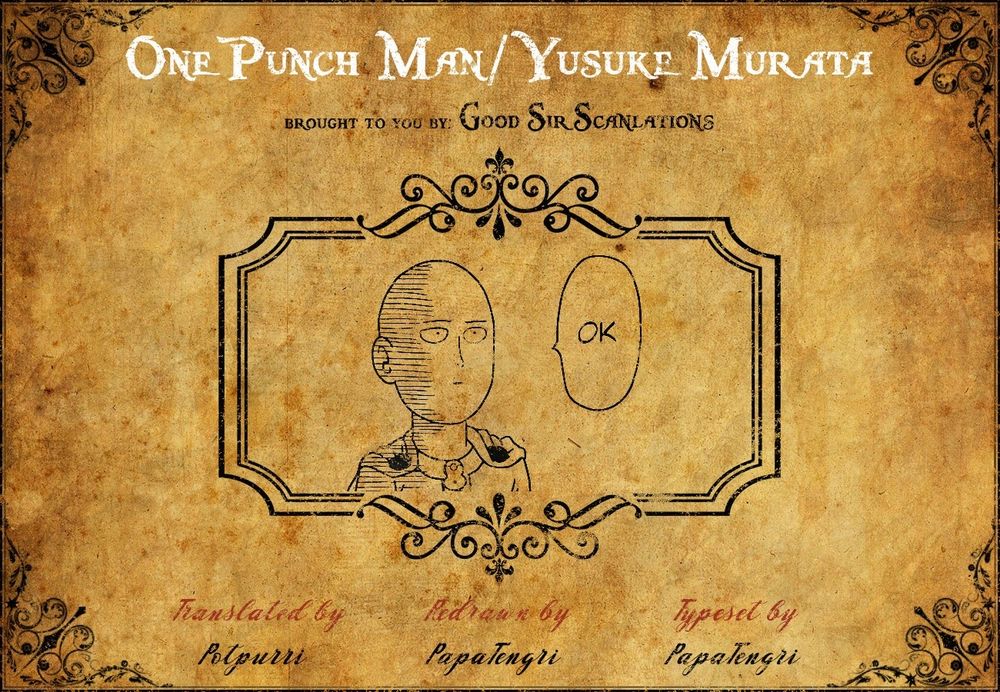 One Punch Man/Yusuke Murata
brought to you by: Good Sir Scanlations
OK
Translated by Redrawn by Typeset by
Potpurri PapaTengri PapaTengri